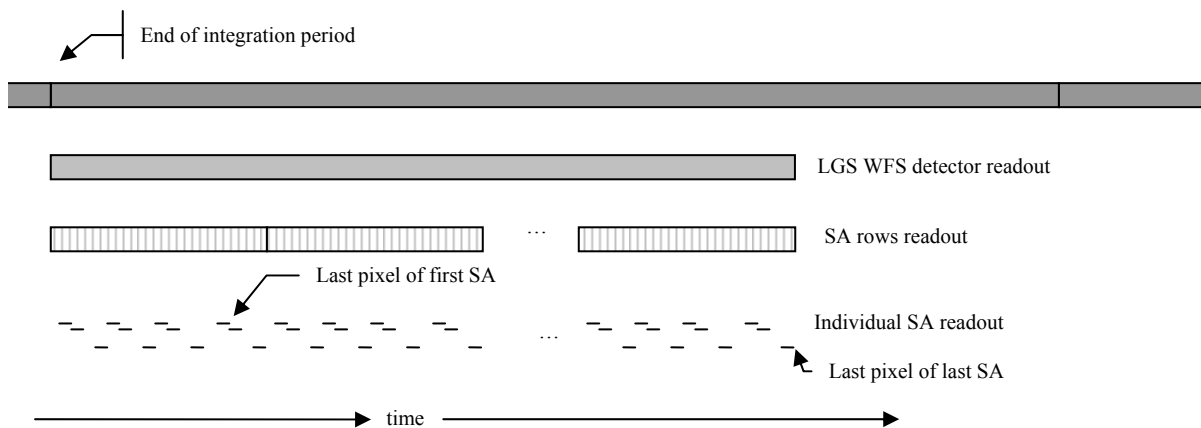 End of integration period
LGS WFS detector readout
...
SA rows readout
Last pixel of first SA
Individual SA readout
...
Last pixel of last SA
time